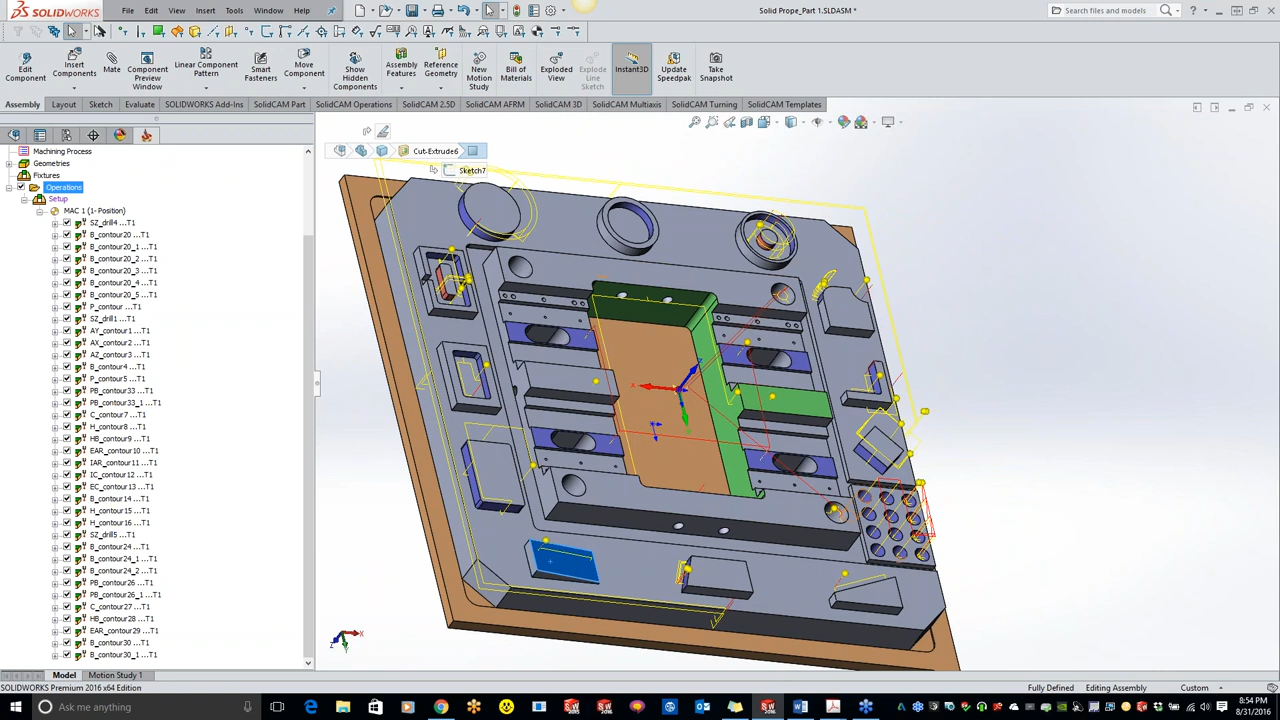 SOLIDWORKS File Edit View Insert Tools Window Help Solid Prope_Part 1.SLDASM * Search files and models
Edit Component
Insert Components
Mate
Component Preview Window
Linear Component Pattern
Smart Fasteners
Move Component
Show Hidden Components
Assembly Features
Reference Geometry
New Motion Study
Bill of Materials
Exploded View
Explode Line Sketch
Instant3D
Update Speedpak
Take Snapshot
Assembly Layout Sketch Evaluate SOLIDWORKS Add-Ins SolidCAM Part SolidCAM Operations SolidCAM 2.5D SolidCAM AFRM SolidCAM 3D SolidCAM Multiaxis SolidCAM Turning SolidCAM Templates
Cut-Extrude6
Sketch7
Machining Process
Geometries
Fixtures
Operations
Setup
MAC 1 (1- Position)
SZ_drill4 ...T1
B_contour20 ...T1
B_contour20_1 ...T1
B_contour20_2 ...T1
B_contour20_3 ...T1
B_contour20_4 ...T1
B_contour20_5 ...T1
P_contour ...T1
SZ_drill1 ...T1
AY_contour1 ...T1
AX_contour2 ...T1
AZ_contour3 ...T1
B_contour4 ...T1
P_contour5 ...T1
PB_contour33 ...T1
PB_contour33_1 ...T1
C_contour7 ...T1
H_contour8 ...T1
HB_contour9 ...T1
EAR_contour10 ...T1
IAR_contour11 ...T1
IC_contour12 ...T1
EC_contour13 ...T1
B_contour14 ...T1
H_contour15 ...T1
H_contour16 ...T1
SZ_drill5 ...T1
B_contour24 ...T1
B_contour24_1 ...T1
B_contour24_2 ...T1
PB_contour26 ...T1
PB_contour26_1 ...T1
C_contour27 ...T1
HB_contour28 ...T1
EAR_contour29 ...T1
B_contour30 ...T1
B_contour30_1 ...T1
Model Motion Study 1
SOLIDWORKS Premium 2016 x64 Edition Fully Defined Editing Assembly Custom
Ask me anything
8:54 PM
8/31/2016